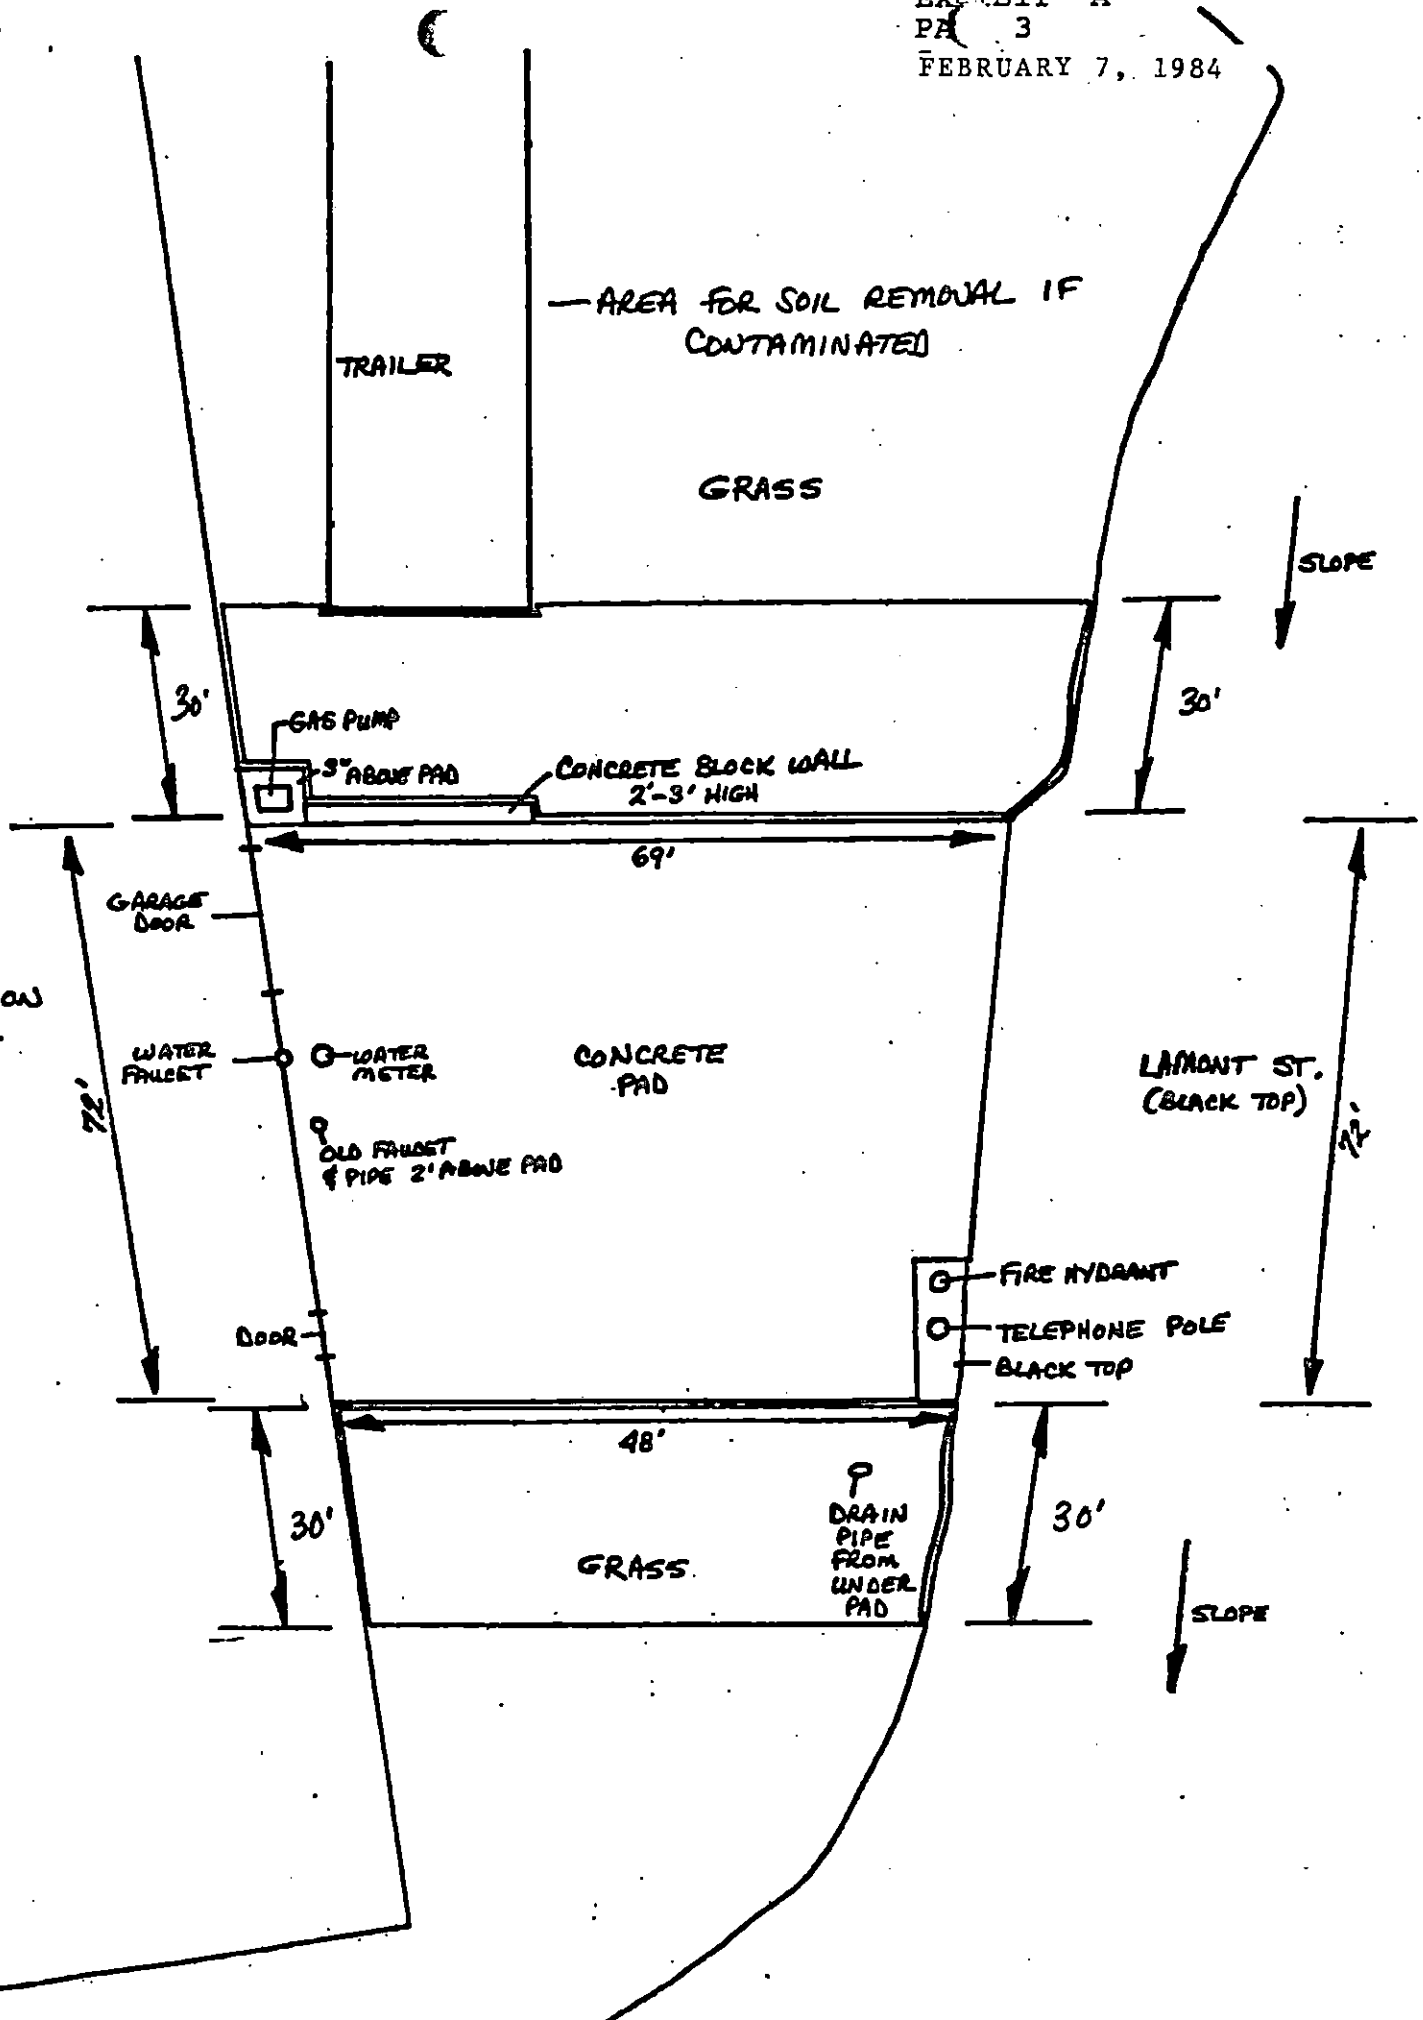 A
3
FEBRUARY 7, 1984
AREA FOR SOIL REMOVAL IF
CONTAMINATED
TRAILER
GRASS
SLOPE
30'
30'
GAS PUMP
3" ABOVE PAD
CONCRETE BLOCK WALL
2'-3' HIGH
69'
GARAGE
DOOR
ON
WATER
FAUCET
WATER
METER
CONCRETE
PAD
LAMONT ST.
(BLACK TOP)
72'
72'
OLD FAUCET
& PIPE 2' ABOVE PAD
FIRE HYDRANT
TELEPHONE POLE
DOOR
BLACK TOP
48'
30'
30'
DRAIN
PIPE
FROM
UNDER
PAD
GRASS
SLOPE